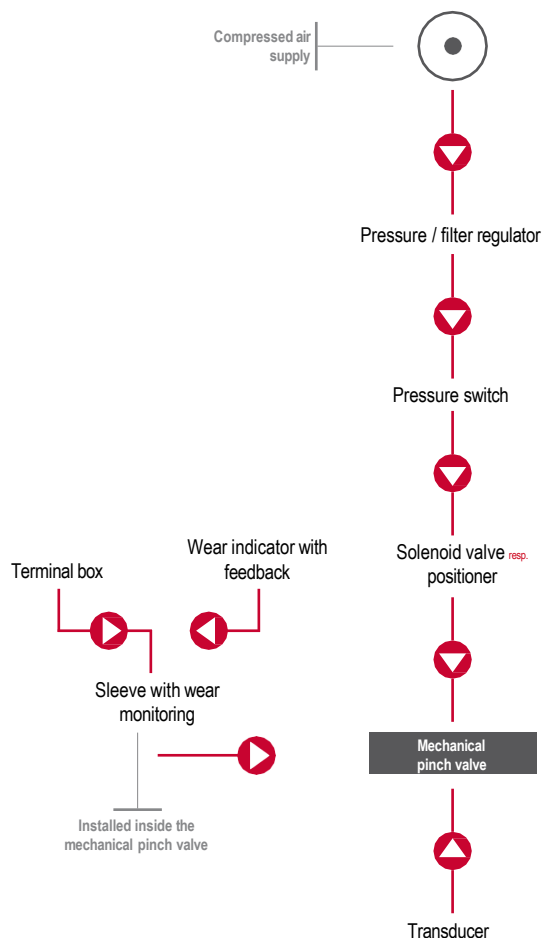 Compressed air
supply
Pressure / filter regulator
Pressure switch
Solenoid valve resp.
positioner
Wear indicator with
feedback
Terminal box
Sleeve with wear
monitoring
Mechanical
pinch valve
Installed inside the
mechanical pinch valve
Transducer